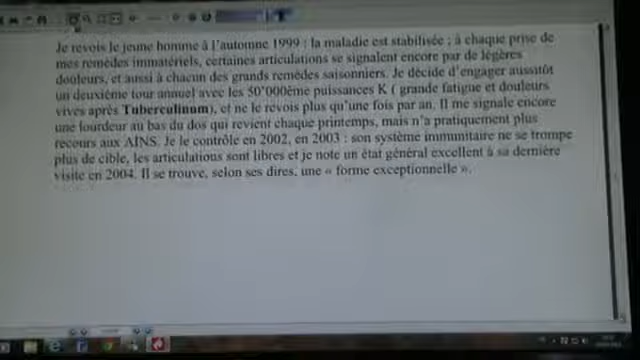 Je revois le jeune homme à l'automne 1999 : la maladie est stabilisée ; à chaque prise de
mes remèdes immatériels, certaines articulations se signalent encore par de légères
douleurs, et aussi à chacun des grands remèdes saisonniers. Je décide d'engager aussitôt
un deuxième tour annuel avec les 50'000ème puissances K ( grande fatigue et douleurs
vives après Tuberculinum), et ne le revois plus qu'une fois par an. Il me signale encore
une lourdeur au bas du dos qui revient chaque printemps, mais n'a pratiquement plus
recours aux AINS. Je le contrôle en 2002, en 2003 : son système immunitaire ne se trompe
plus de cible, les articulations sont libres et je note un état général excellent à sa dernière
visite en 2004. Il se trouve, selon ses dires, une « forme exceptionnelle ».